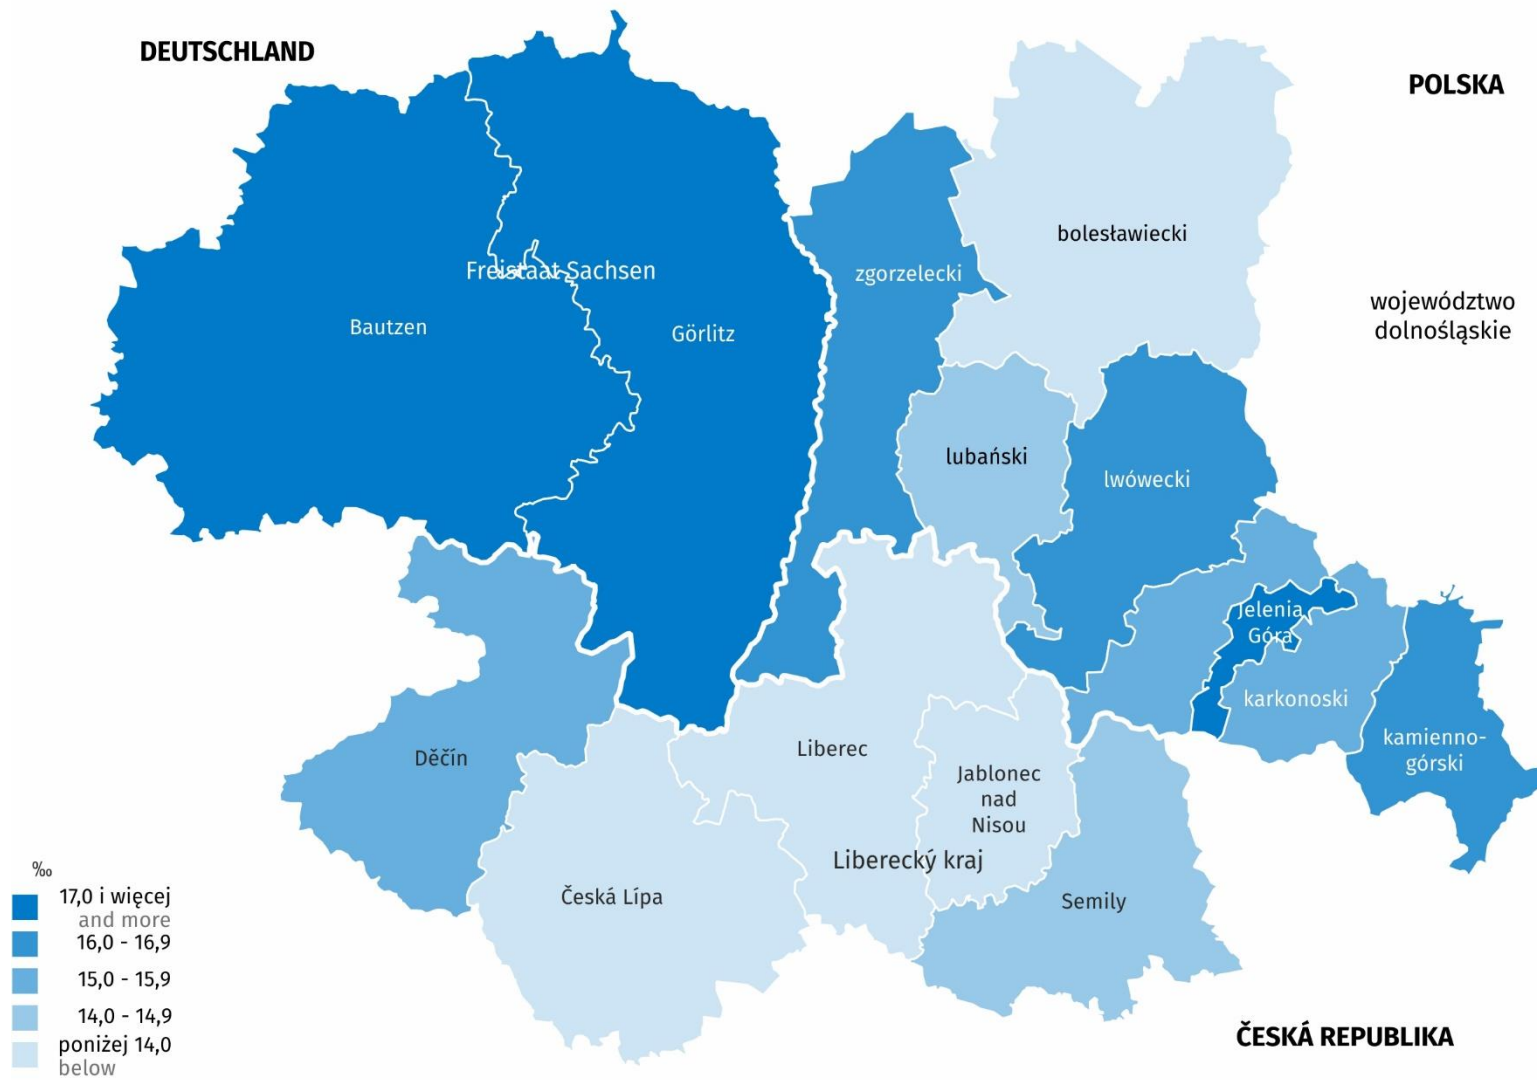 DEUTSCHLAND
POLSKA
bolesławiecki
zgorzelecki
Freistaat Sachsen
województwo
dolnośląskie
Bautzen
Görlitz
lubański
lwówecki
Jelenia
Góra
karkonoski
kamienno-
górski
Děčín
Liberec
Jablonec
nad
Nisou
Liberecký kraj
Česká Lípa
Semily
‰
17,0 i więcej
and more
16,0 - 16,9
15,0 - 15,9
14,0 - 14,9
poniżej 14,0
below
ČESKÁ REPUBLIKA